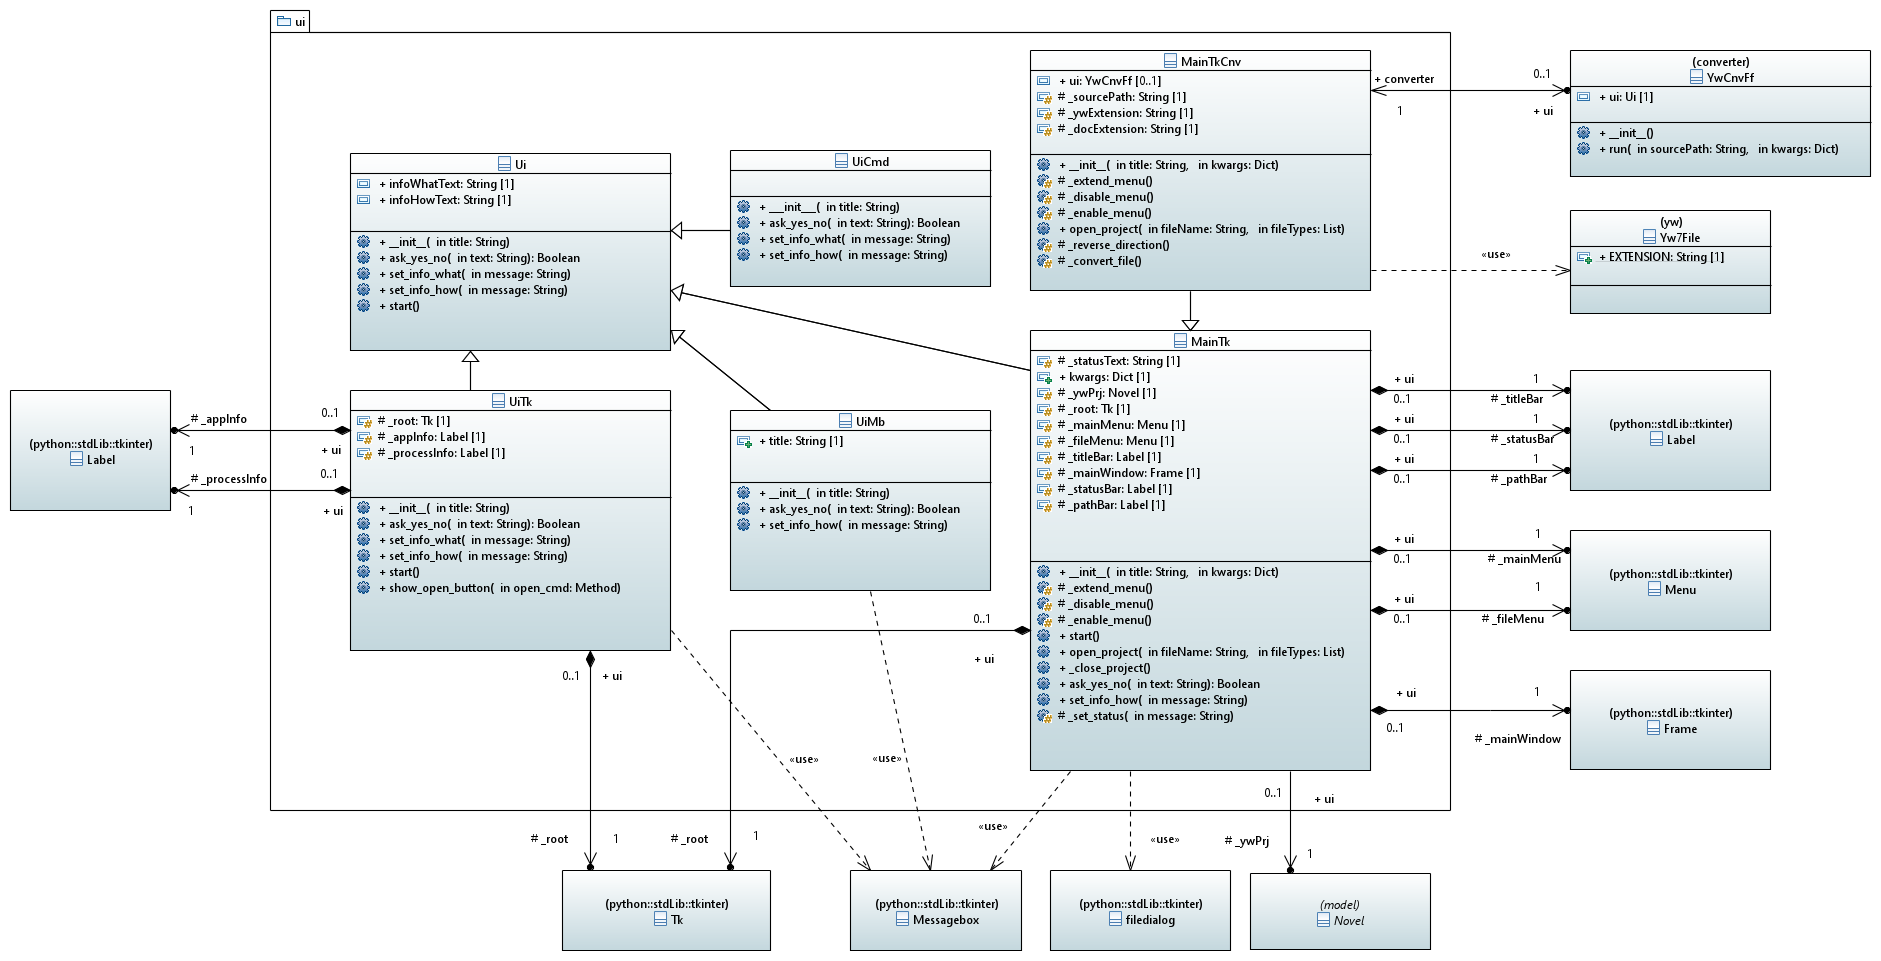 ui
MainTkCnv
+ ui: YwCnvFf [0..1]
# _sourcePath: String [1]
# _ywExtension: String [1]
# _docExtension: String [1]
+ __init__(  in title: String,   in kwargs: Dict)
# _extend_menu()
# _disable_menu()
# _enable_menu()
+ open_project(  in fileName: String,   in fileTypes: List)
# _reverse_direction()
# _convert_file()
+ converter
1
0..1
+ ui
(converter)
YwCnvFf
+ ui: Ui [1]
+ __init__()
+ run(  in sourcePath: String,   in kwargs: Dict)
Ui
+ infoWhatText: String [1]
+ infoHowText: String [1]
+ __init__(  in title: String)
+ ask_yes_no(  in text: String): Boolean
+ set_info_what(  in message: String)
+ set_info_how(  in message: String)
+ start()
UiCmd
+ __init__(  in title: String)
+ ask_yes_no(  in text: String): Boolean
+ set_info_what(  in message: String)
+ set_info_how(  in message: String)
«use»
(yw)
Yw7File
+ EXTENSION: String [1]
MainTk
# _statusText: String [1]
+ kwargs: Dict [1]
# _ywPrj: Novel [1]
# _root: Tk [1]
# _mainMenu: Menu [1]
# _fileMenu: Menu [1]
# _titleBar: Label [1]
# _mainWindow: Frame [1]
# _statusBar: Label [1]
# _pathBar: Label [1]
+ __init__(  in title: String,   in kwargs: Dict)
# _extend_menu()
# _disable_menu()
# _enable_menu()
+ start()
+ open_project(  in fileName: String,   in fileTypes: List)
+ _close_project()
+ ask_yes_no(  in text: String): Boolean
+ set_info_how(  in message: String)
# _set_status(  in message: String)
(python::stdLib::tkinter)
Label
# _appInfo
0..1
1
+ ui
# _processInfo
0..1
1
+ ui
UiTk
# _root: Tk [1]
# _appInfo: Label [1]
# _processInfo: Label [1]
+ __init__(  in title: String)
+ ask_yes_no(  in text: String): Boolean
+ set_info_what(  in message: String)
+ set_info_how(  in message: String)
+ start()
+ show_open_button(  in open_cmd: Method)
UiMb
+ title: String [1]
+ __init__(  in title: String)
+ ask_yes_no(  in text: String): Boolean
+ set_info_how(  in message: String)
+ ui
1
0..1
# _titleBar
+ ui
1
0..1
# _statusBar
+ ui
1
0..1
# _pathBar
(python::stdLib::tkinter)
Label
+ ui
1
0..1
# _mainMenu
+ ui
1
0..1
# _fileMenu
(python::stdLib::tkinter)
Menu
+ ui
1
0..1
# _mainWindow
(python::stdLib::tkinter)
Frame
0..1
+ ui
0..1
+ ui
«use»
«use»
«use»
«use»
0..1
+ ui
# _root
1
# _root
1
# _ywPrj
1
(python::stdLib::tkinter)
Tk
(python::stdLib::tkinter)
Messagebox
(python::stdLib::tkinter)
filedialog
(model)
Novel